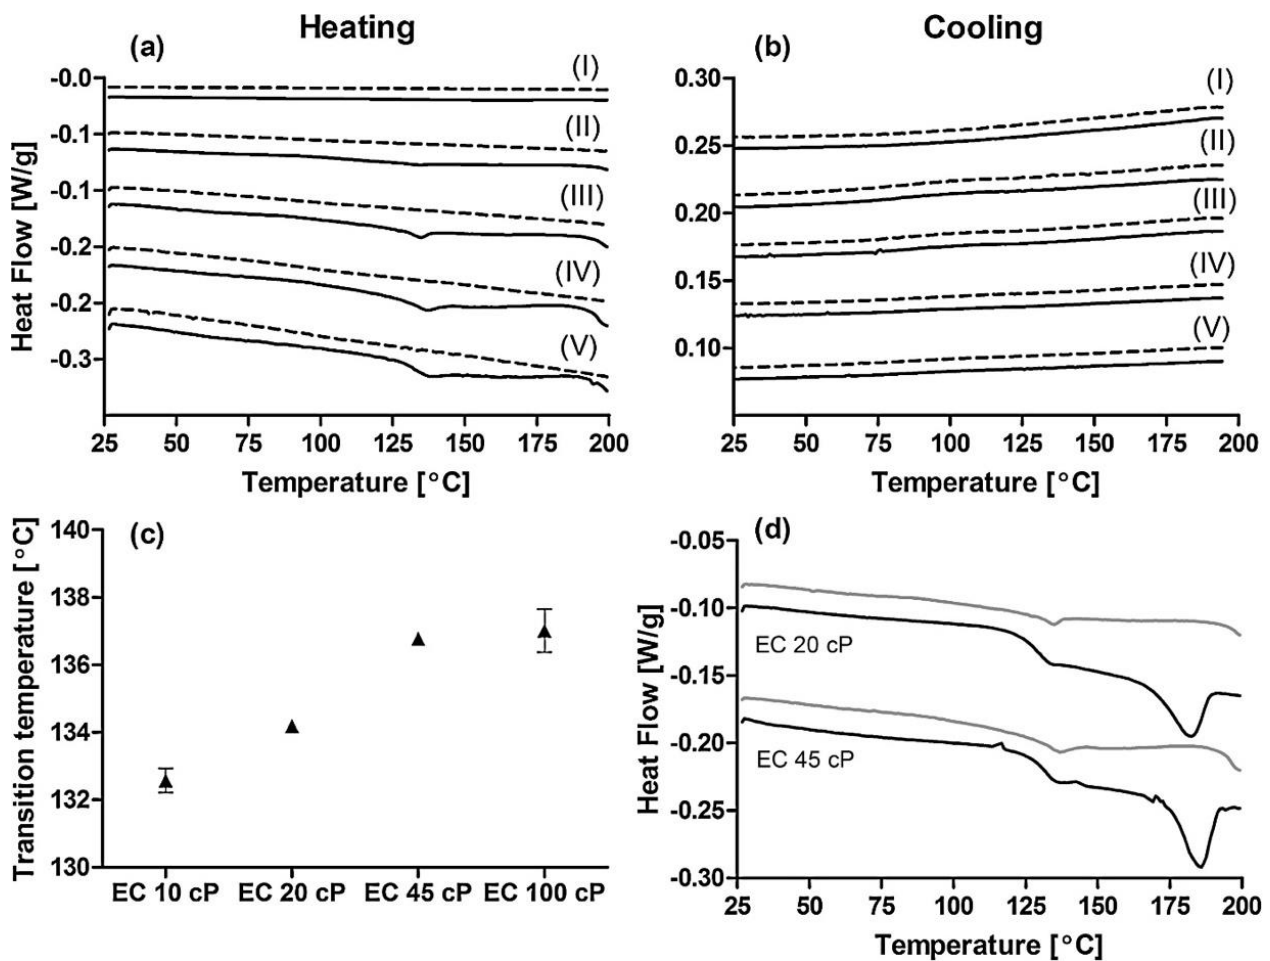 Heating
Cooling
(a)
(b)
-0.0
-0.1
-0.1
-0.2
-0.2
-0.3
Heat Flow [W/g]
(I)
(II)
(III)
(IV)
(V)
25 50 75 100 125 150 175 200
Temperature [°C]
0.30
0.25
0.20
0.15
0.10
(I)
(II)
(III)
(IV)
(V)
25 50 75 100 125 150 175 200
Temperature [°C]
(c)
140
138
136
134
132
130
Transition temperature [°C]
EC 10 cP EC 20 cP EC 45 cP EC 100 cP
(d)
-0.05
-0.10
-0.15
-0.20
-0.25
-0.30
Heat Flow [W/g]
EC 20 cP
EC 45 cP
25 50 75 100 125 150 175 200
Temperature [°C]